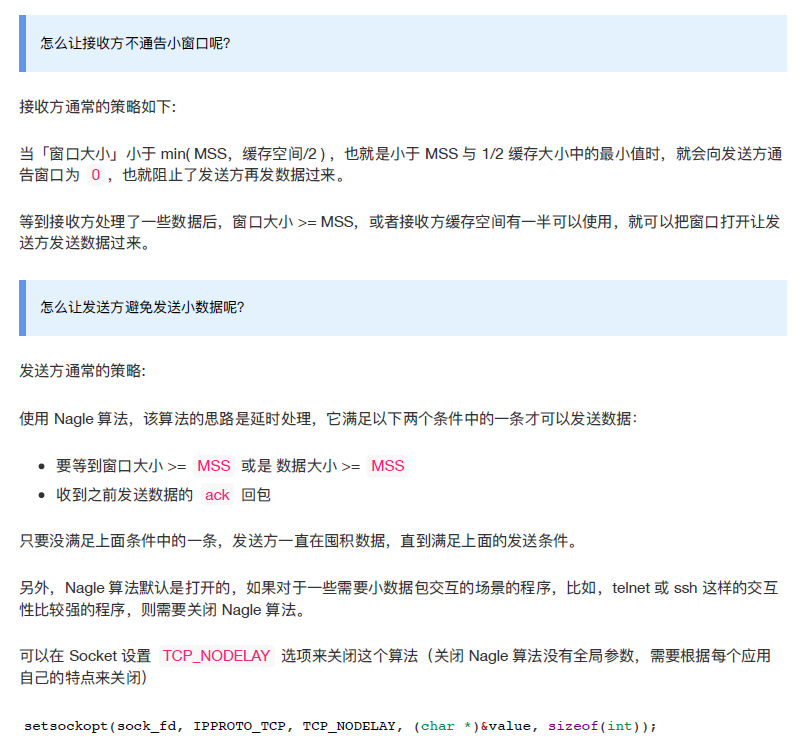 怎么让接收方不通告小窗口呢?
接收方通常的策略如下:
当「窗口大小」小于 min( MSS，缓存空间/2 ) ，也就是小于 MSS 与 1/2 缓存大小中的最小值时，就会向发送方通
告窗口为 0 ，也就阻止了发送方再发数据过来。
等到接收方处理了一些数据后，窗口大小 >= MSS，或者接收方缓存空间有一半可以使用，就可以把窗口打开让发
送方发送数据过来。
怎么让发送方避免发送小数据呢?
发送方通常的策略:
使用 Nagle 算法，该算法的思路是延时处理，它满足以下两个条件中的一条才可以发送数据：
• 要等到窗口大小 >= MSS 或是 数据大小 >= MSS
• 收到之前发送数据的 ack 回包
只要没满足上面条件中的一条，发送方一直在囤积数据，直到满足上面的发送条件。
另外，Nagle 算法默认是打开的，如果对于一些需要小数据包交互的场景的程序，比如，telnet 或 ssh 这样的交互
性比较强的程序，则需要关闭 Nagle 算法。
可以在 Socket 设置 TCP_NODELAY 选项来关闭这个算法（关闭 Nagle 算法没有全局参数，需要根据每个应用
自己的特点来关闭）
setsockopt(sock_fd, IPPROTO_TCP, TCP_NODELAY, (char *)&value, sizeof(int));